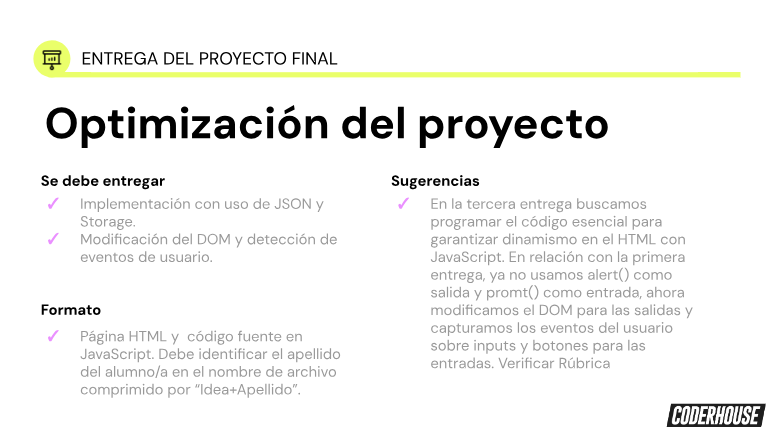 ENTREGA DEL PROYECTO FINAL
Optimización del proyecto
Se debe entregar
✓ Implementación con uso de JSON y
Storage.
✓ Modificación del DOM y detección de
eventos de usuario.
Formato
✓ Página HTML y  código fuente en
JavaScript. Debe identificar el apellido
del alumno/a en el nombre de archivo
comprimido por “Idea+Apellido”.
Sugerencias
✓ En la tercera entrega buscamos
programar el código esencial para
garantizar dinamismo en el HTML con
JavaScript. En relación con la primera
entrega, ya no usamos alert() como
salida y promt() como entrada, ahora
modificamos el DOM para las salidas y
capturamos los eventos del usuario
sobre inputs y botones para las
entradas. Verificar Rúbrica
CODERHOUSE